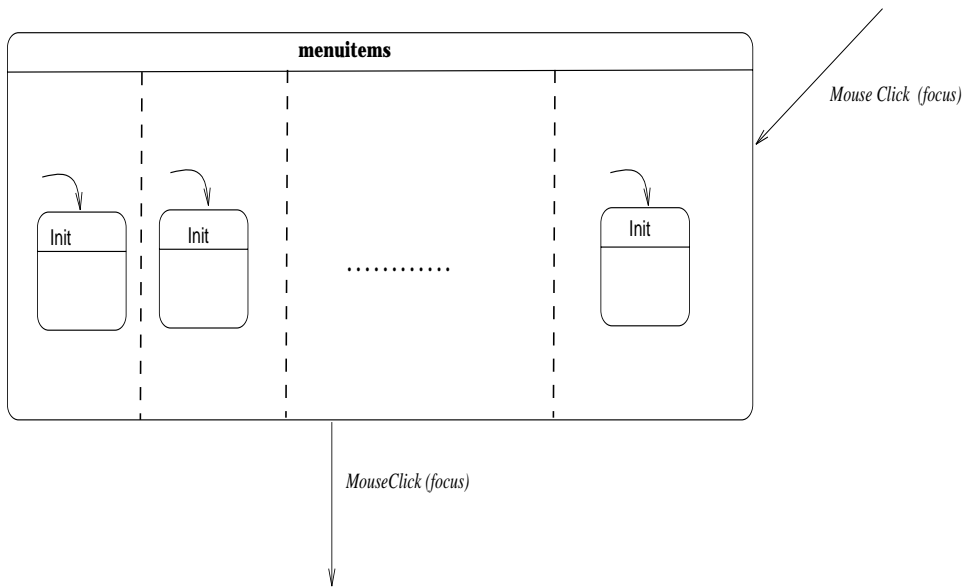 menuitems
Mouse Click (focus)
Init
Init
Init
............
MouseClick (focus)